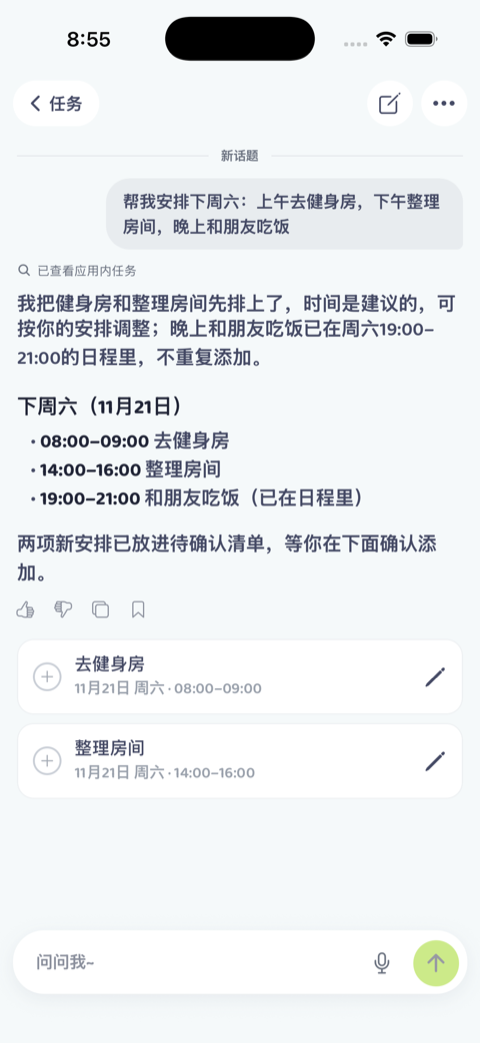 8:55
任务
新话题
帮我安排下周六：上午去健身房，下午整理
房间，晚上和朋友吃饭
已查看应用内任务
我把健身房和整理房间先排上了，时间是建议的，可
按你的安排调整；晚上和朋友吃饭已在周六19:00–
21:00的日程里，不重复添加。
下周六（11月21日）
• 08:00–09:00 去健身房
• 14:00–16:00 整理房间
• 19:00–21:00 和朋友吃饭（已在日程里）
两项新安排已放进待确认清单，等你在下面确认添
加。
去健身房
11月21日 周六 · 08:00–09:00
整理房间
11月21日 周六 · 14:00–16:00
问问我~